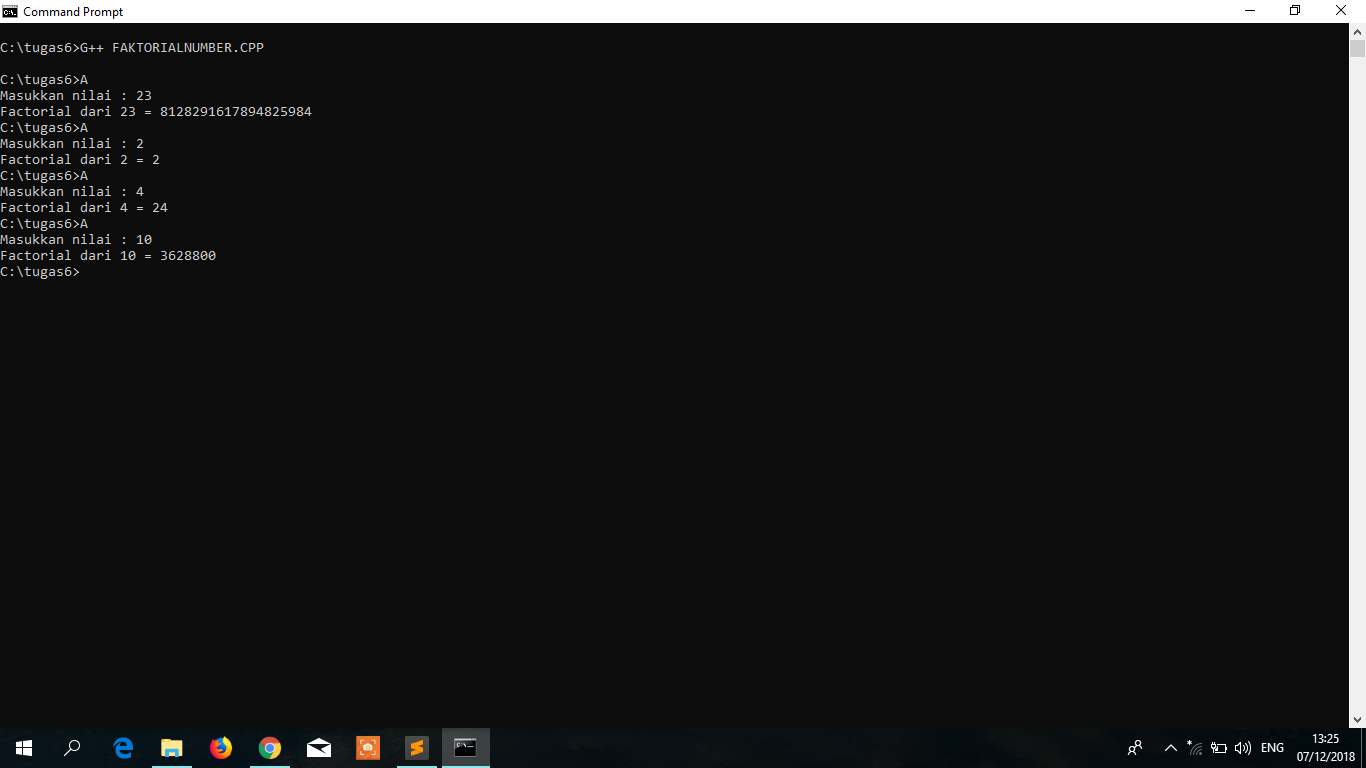 Command Prompt
C:\tugas6>G++ FAKTORIALNUMBER.CPP
C:\tugas6>A
Masukkan nilai : 23
Factorial dari 23 = 8128291617894825984
C:\tugas6>A
Masukkan nilai : 2
Factorial dari 2 = 2
C:\tugas6>A
Masukkan nilai : 4
Factorial dari 4 = 24
C:\tugas6>A
Masukkan nilai : 10
Factorial dari 10 = 3628800
C:\tugas6>
ENG
13:25
07/12/2018